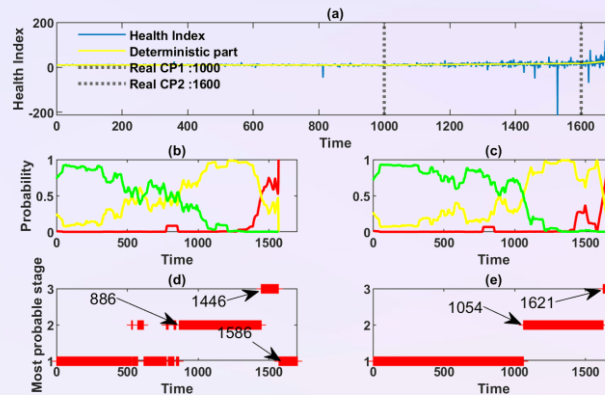 (a)
200
0
-200
Health Index
Health Index
Deterministic part
Real CP1 :1000
Real CP2 :1600
0 200 400 600 800 1000 1200 1400 1600
Time
(b)
1
0.5
0
Probability
0 500 1000 1500
Time
(c)
1
0.5
0
0 500 1000 1500
Time
(d)
3
2
1
Most probable stage
886
1446
1586
0 500 1000 1500
Time
(e)
3
2
1
1054
1621
0 500 1000 1500
Time